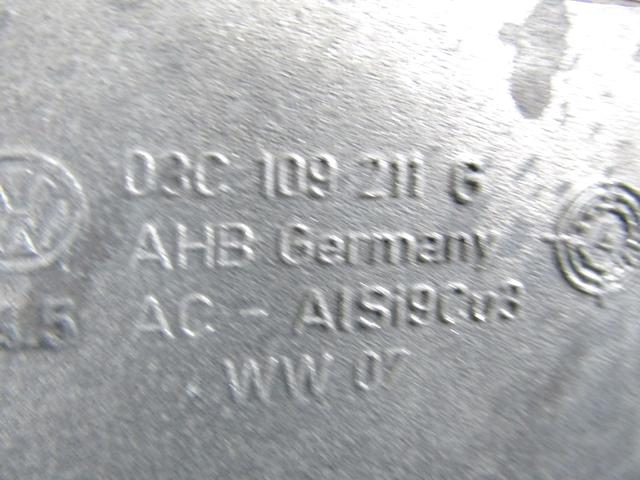 03C 109 211 G
AHB Germany
AC - AlSi9Cu3
WW 07